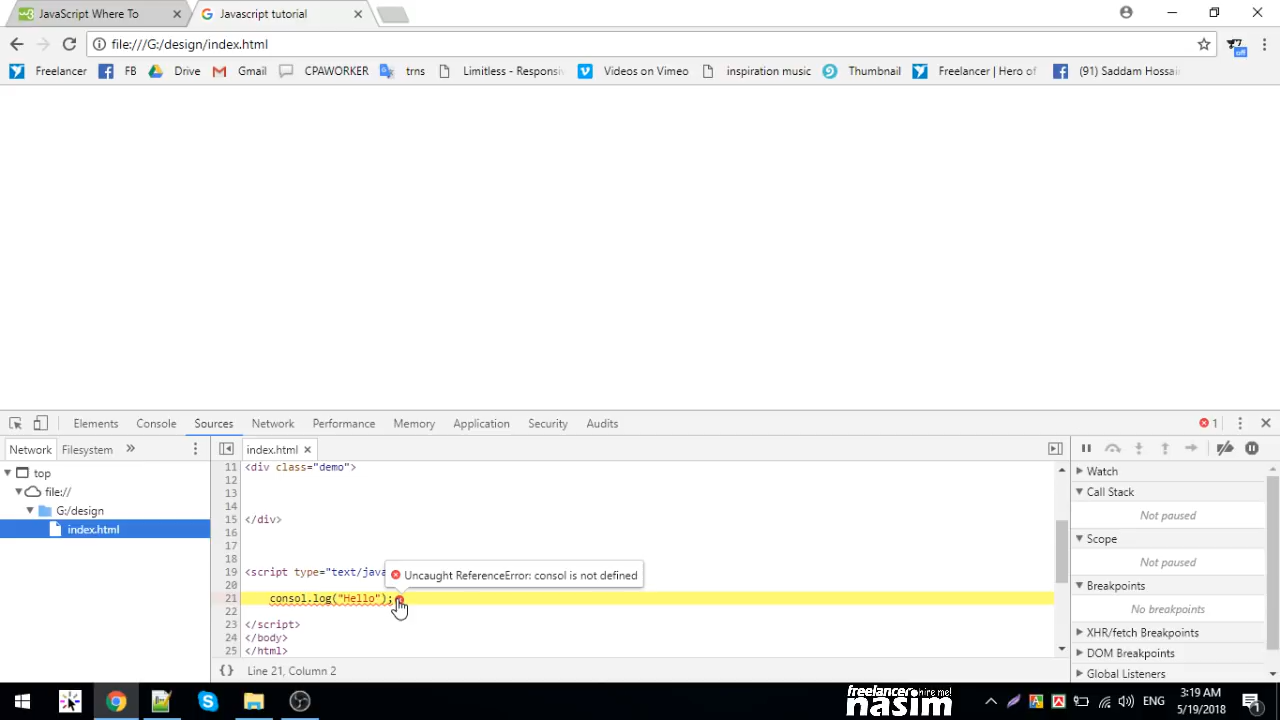 JavaScript Where To
Javascript tutorial
file:///G:/design/index.html
Freelancer
FB
Drive
Gmail
CPAWORKER
trns
Limitless - Responsi
Videos on Vimeo
inspiration music
Thumbnail
Freelancer | Hero of
(91) Saddam Hossai
off
Elements
Console
Sources
Network
Performance
Memory
Application
Security
Audits
1
Network
Filesystem
»
index.html
top
file://
G:/design
index.html
11 <div class="demo">
12
13
14
15 </div>
16
17
18
19 <script type="text/java
20
21 consol.log("Hello");
22
23 </script>
24 </body>
25 </html>
Uncaught ReferenceError: consol is not defined
{} Line 21, Column 2
Watch
Call Stack
Not paused
Scope
Not paused
Breakpoints
No breakpoints
XHR/fetch Breakpoints
DOM Breakpoints
Global Listeners
freelancer hire me!
nasim
ENG
3:19 AM
5/19/2018
1